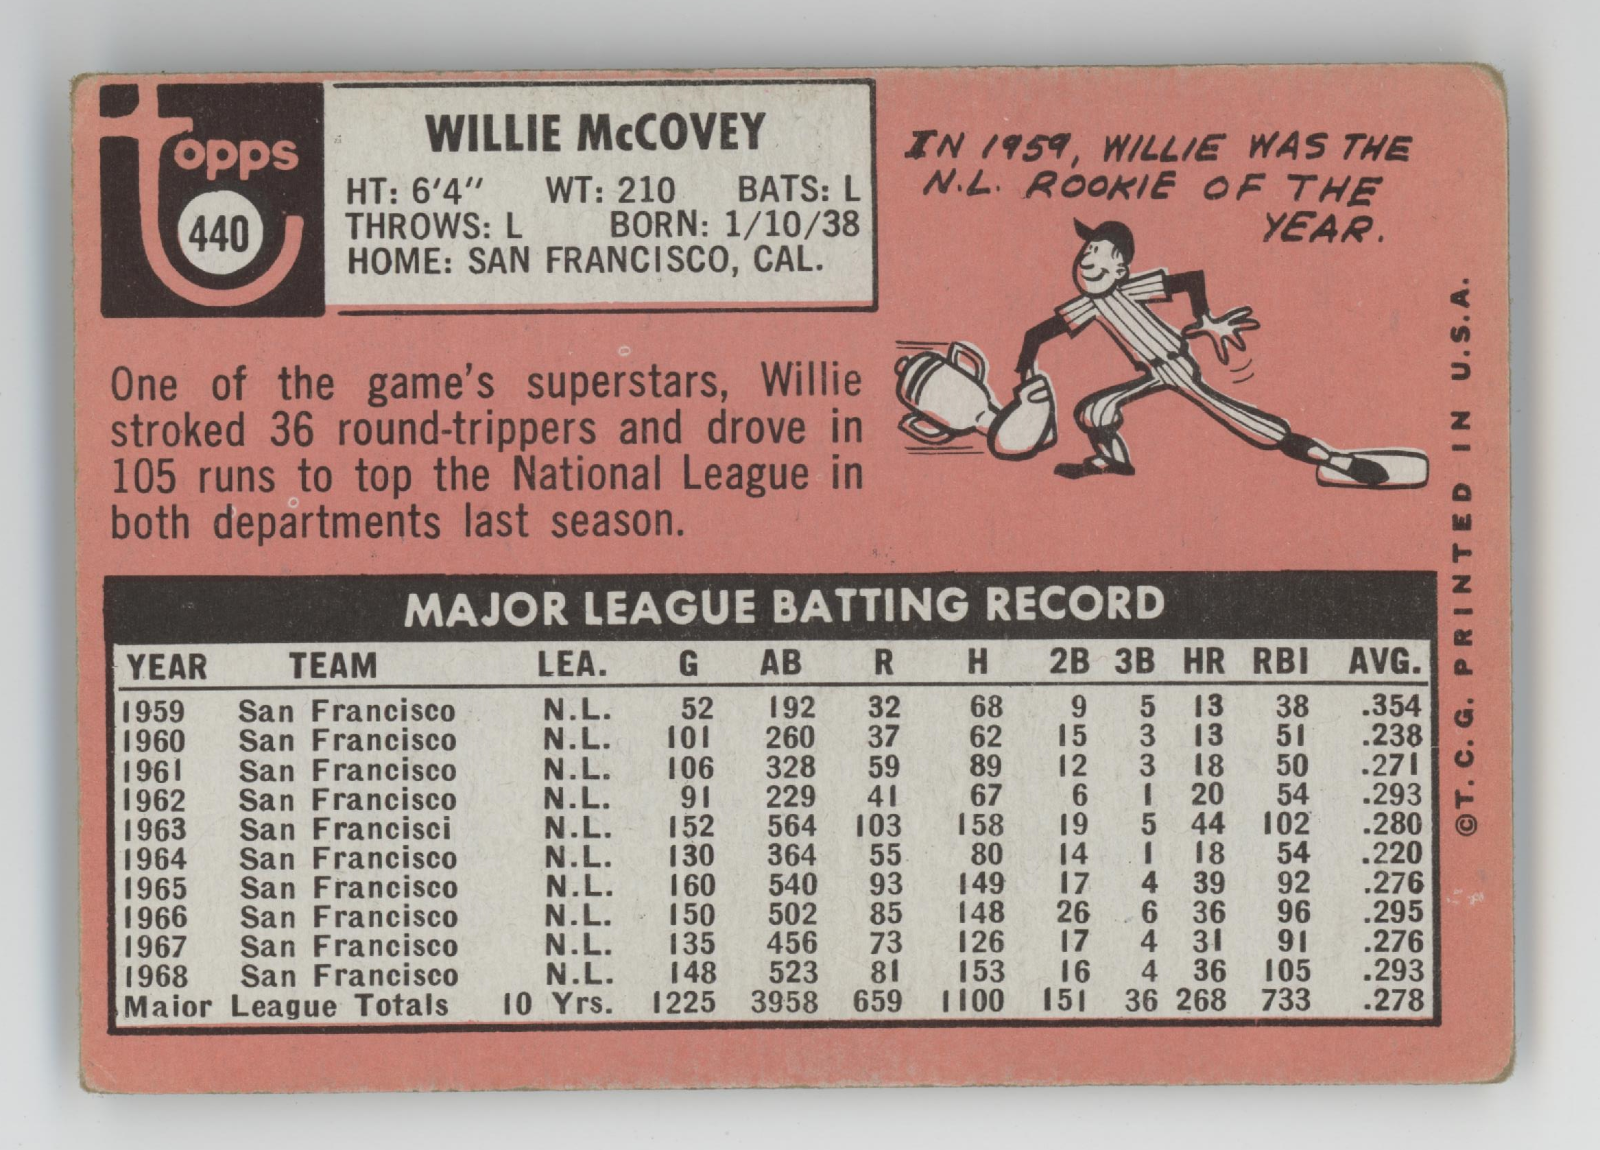 Topps
440
WILLIE McCOVEY
HT: 6'4" WT: 210 BATS: L
THROWS: L BORN: 1/10/38
HOME: SAN FRANCISCO, CAL.
IN 1959, WILLIE WAS THE
N.L. ROOKIE OF THE
YEAR.
One of the game's superstars, Willie
stroked 36 round-trippers and drove in
105 runs to top the National League in
both departments last season.
MAJOR LEAGUE BATTING RECORD
YEAR TEAM LEA. G AB R H 2B 3B HR RBI AVG.
1959 San Francisco N.L. 52 192 32 68 9 5 13 38 .354
1960 San Francisco N.L. 101 260 37 62 15 3 13 51 .238
1961 San Francisco N.L. 106 328 59 89 12 3 18 50 .271
1962 San Francisco N.L. 91 229 41 67 6 1 20 54 .293
1963 San Francisci N.L. 152 564 103 158 19 5 44 102 .280
1964 San Francisco N.L. 130 364 55 80 14 1 18 54 .220
1965 San Francisco N.L. 160 540 93 149 17 4 39 92 .276
1966 San Francisco N.L. 150 502 85 148 26 6 36 96 .295
1967 San Francisco N.L. 135 456 73 126 17 4 31 91 .276
1968 San Francisco N.L. 148 523 81 153 16 4 36 105 .293
Maior League Totals 10 Yrs. 1225 3958 659 1100 151 36 268 733 .278
©T.C.G. PRINTED IN U.S.A.